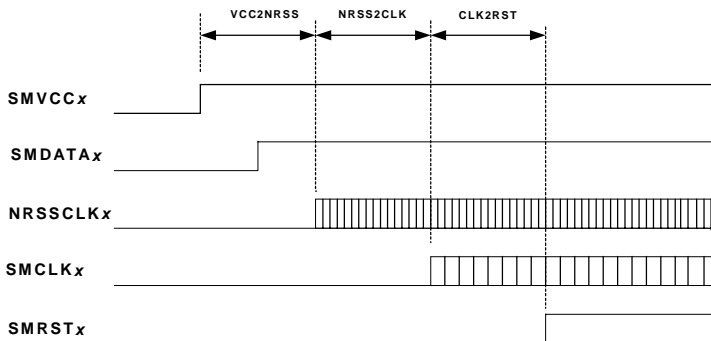 VCC2NRSS NRSS2CLK CLK2RST
SMVCCx
SMDATAx
NRSSCLKx
SMCLKx
SMRSTx